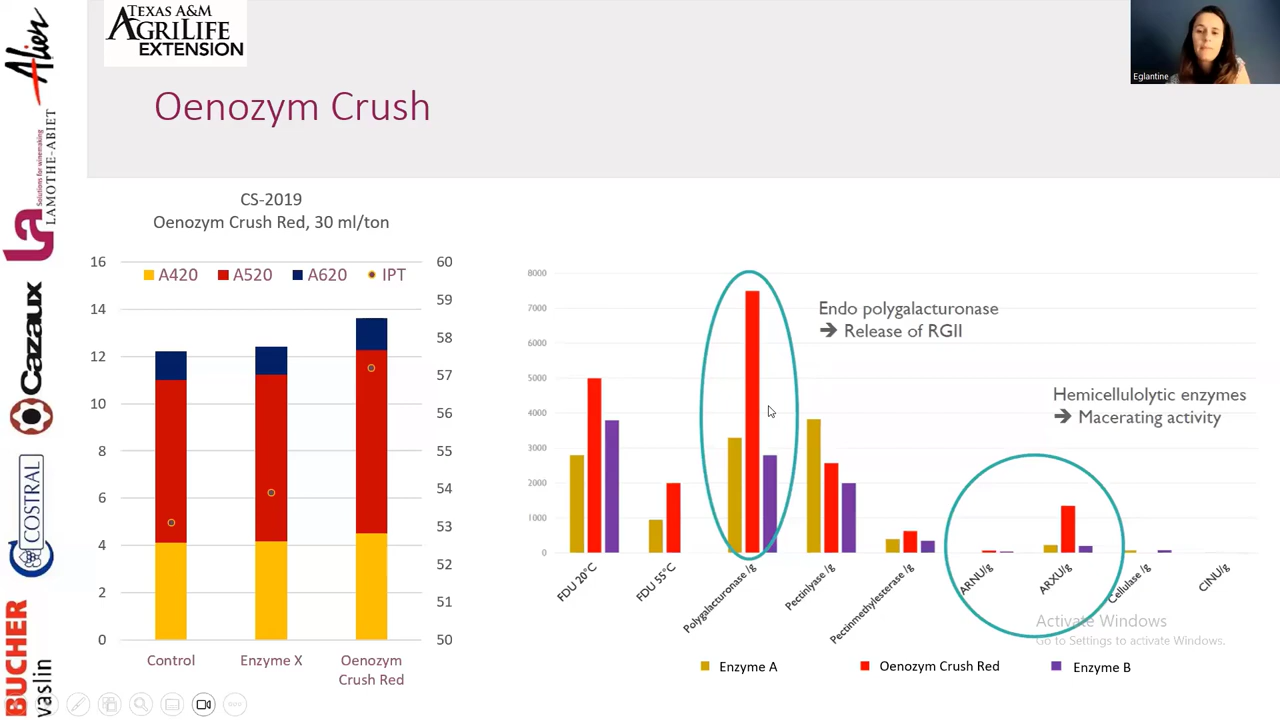 TEXAS A&M
AGRILIFE
EXTENSION
Eglantine
Alien
Solutions for winemaking
LAMOTHE-ABIET
La
Cazaux
COSTRAL
BUCHER
vaslin
Oenozym Crush
CS-2019
Oenozym Crush Red, 30 ml/ton
A420 A520 A620 IPT
16
14
12
10
8
6
4
2
0
60
59
58
57
56
55
54
53
52
51
50
Control
Enzyme X
Oenozym
Crush Red
8000
7000
6000
5000
4000
3000
2000
1000
0
Endo polygalacturonase
➔ Release of RGII
Hemicellulolytic enzymes
➔ Macerating activity
FDU 20°C
FDU 55°C
Polygalacturonase /g
Pectinlyase /g
Pectinmethylesterase /g
ARNU/g
ARXU/g
Cellulase /g
CINU/g
Activate Windows
Go to Settings to activate Windows.
Enzyme A
Oenozym Crush Red
Enzyme B